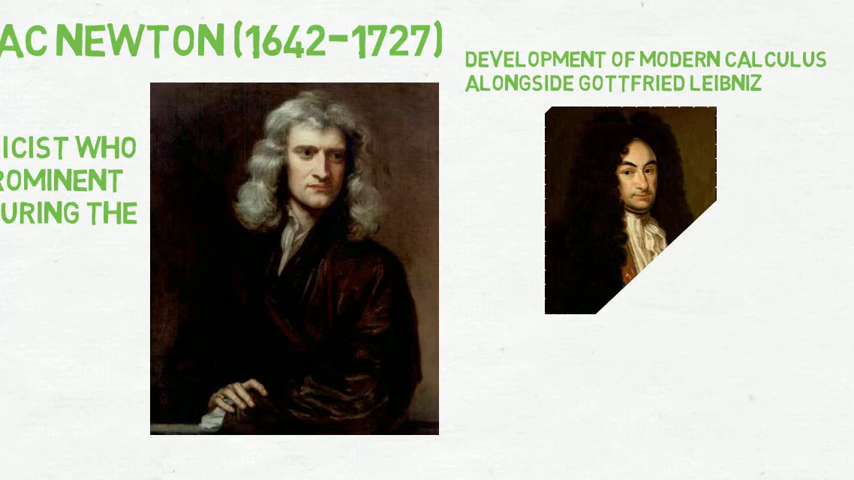 AC NEWTON (1642-1727)
ICIST WHO
ROMINENT
URING THE
DEVELOPMENT OF MODERN CALCULUS
ALONGSIDE GOTTFRIED LEIBNIZ